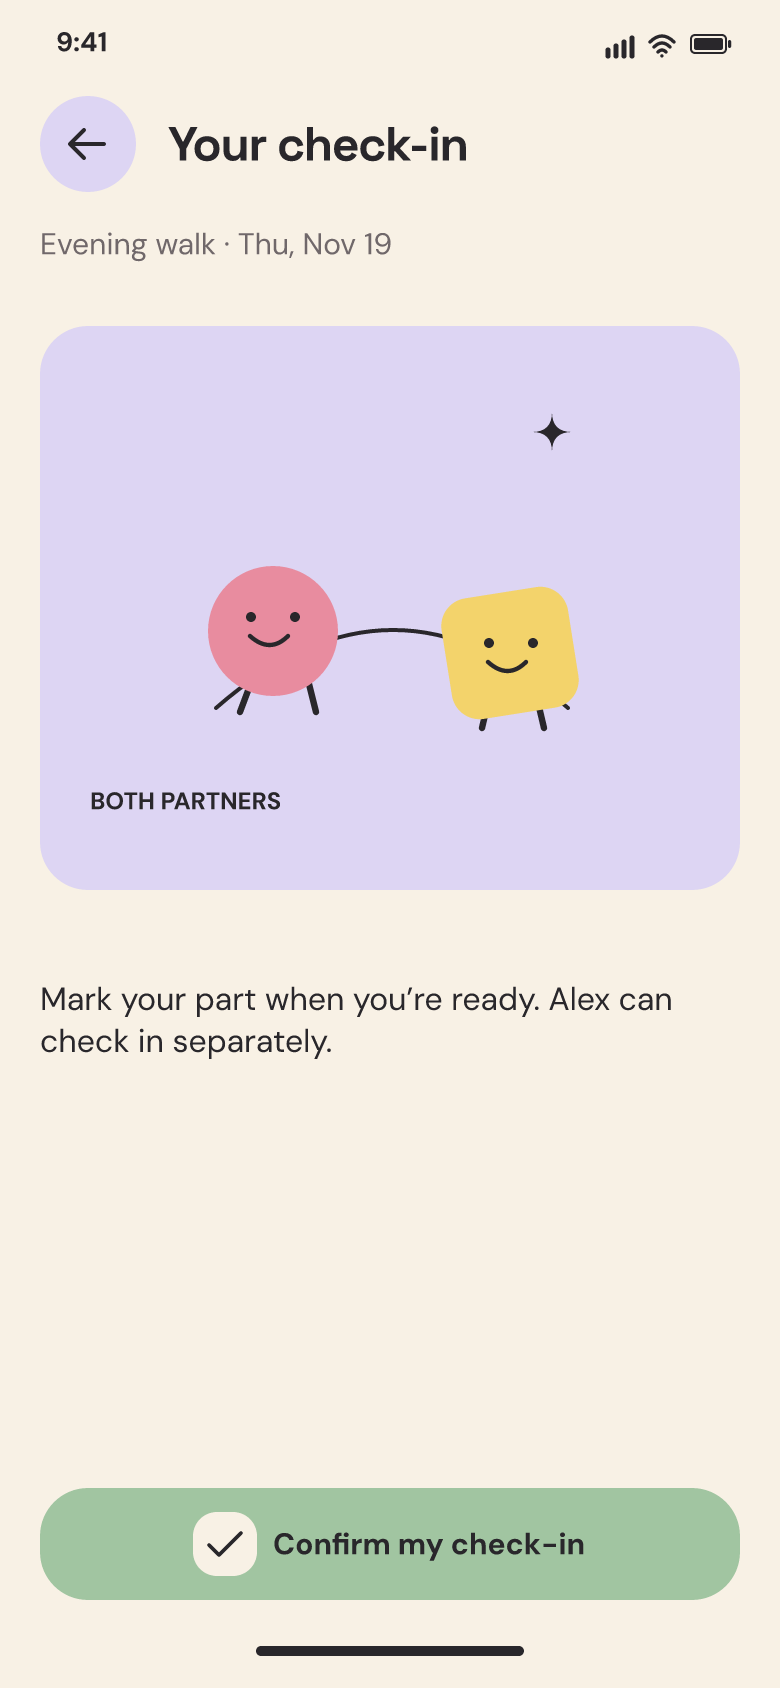 9:41
Your check-in
Evening walk · Thu, Nov 19
BOTH PARTNERS
Mark your part when you’re ready. Alex can
check in separately.
Confirm my check-in